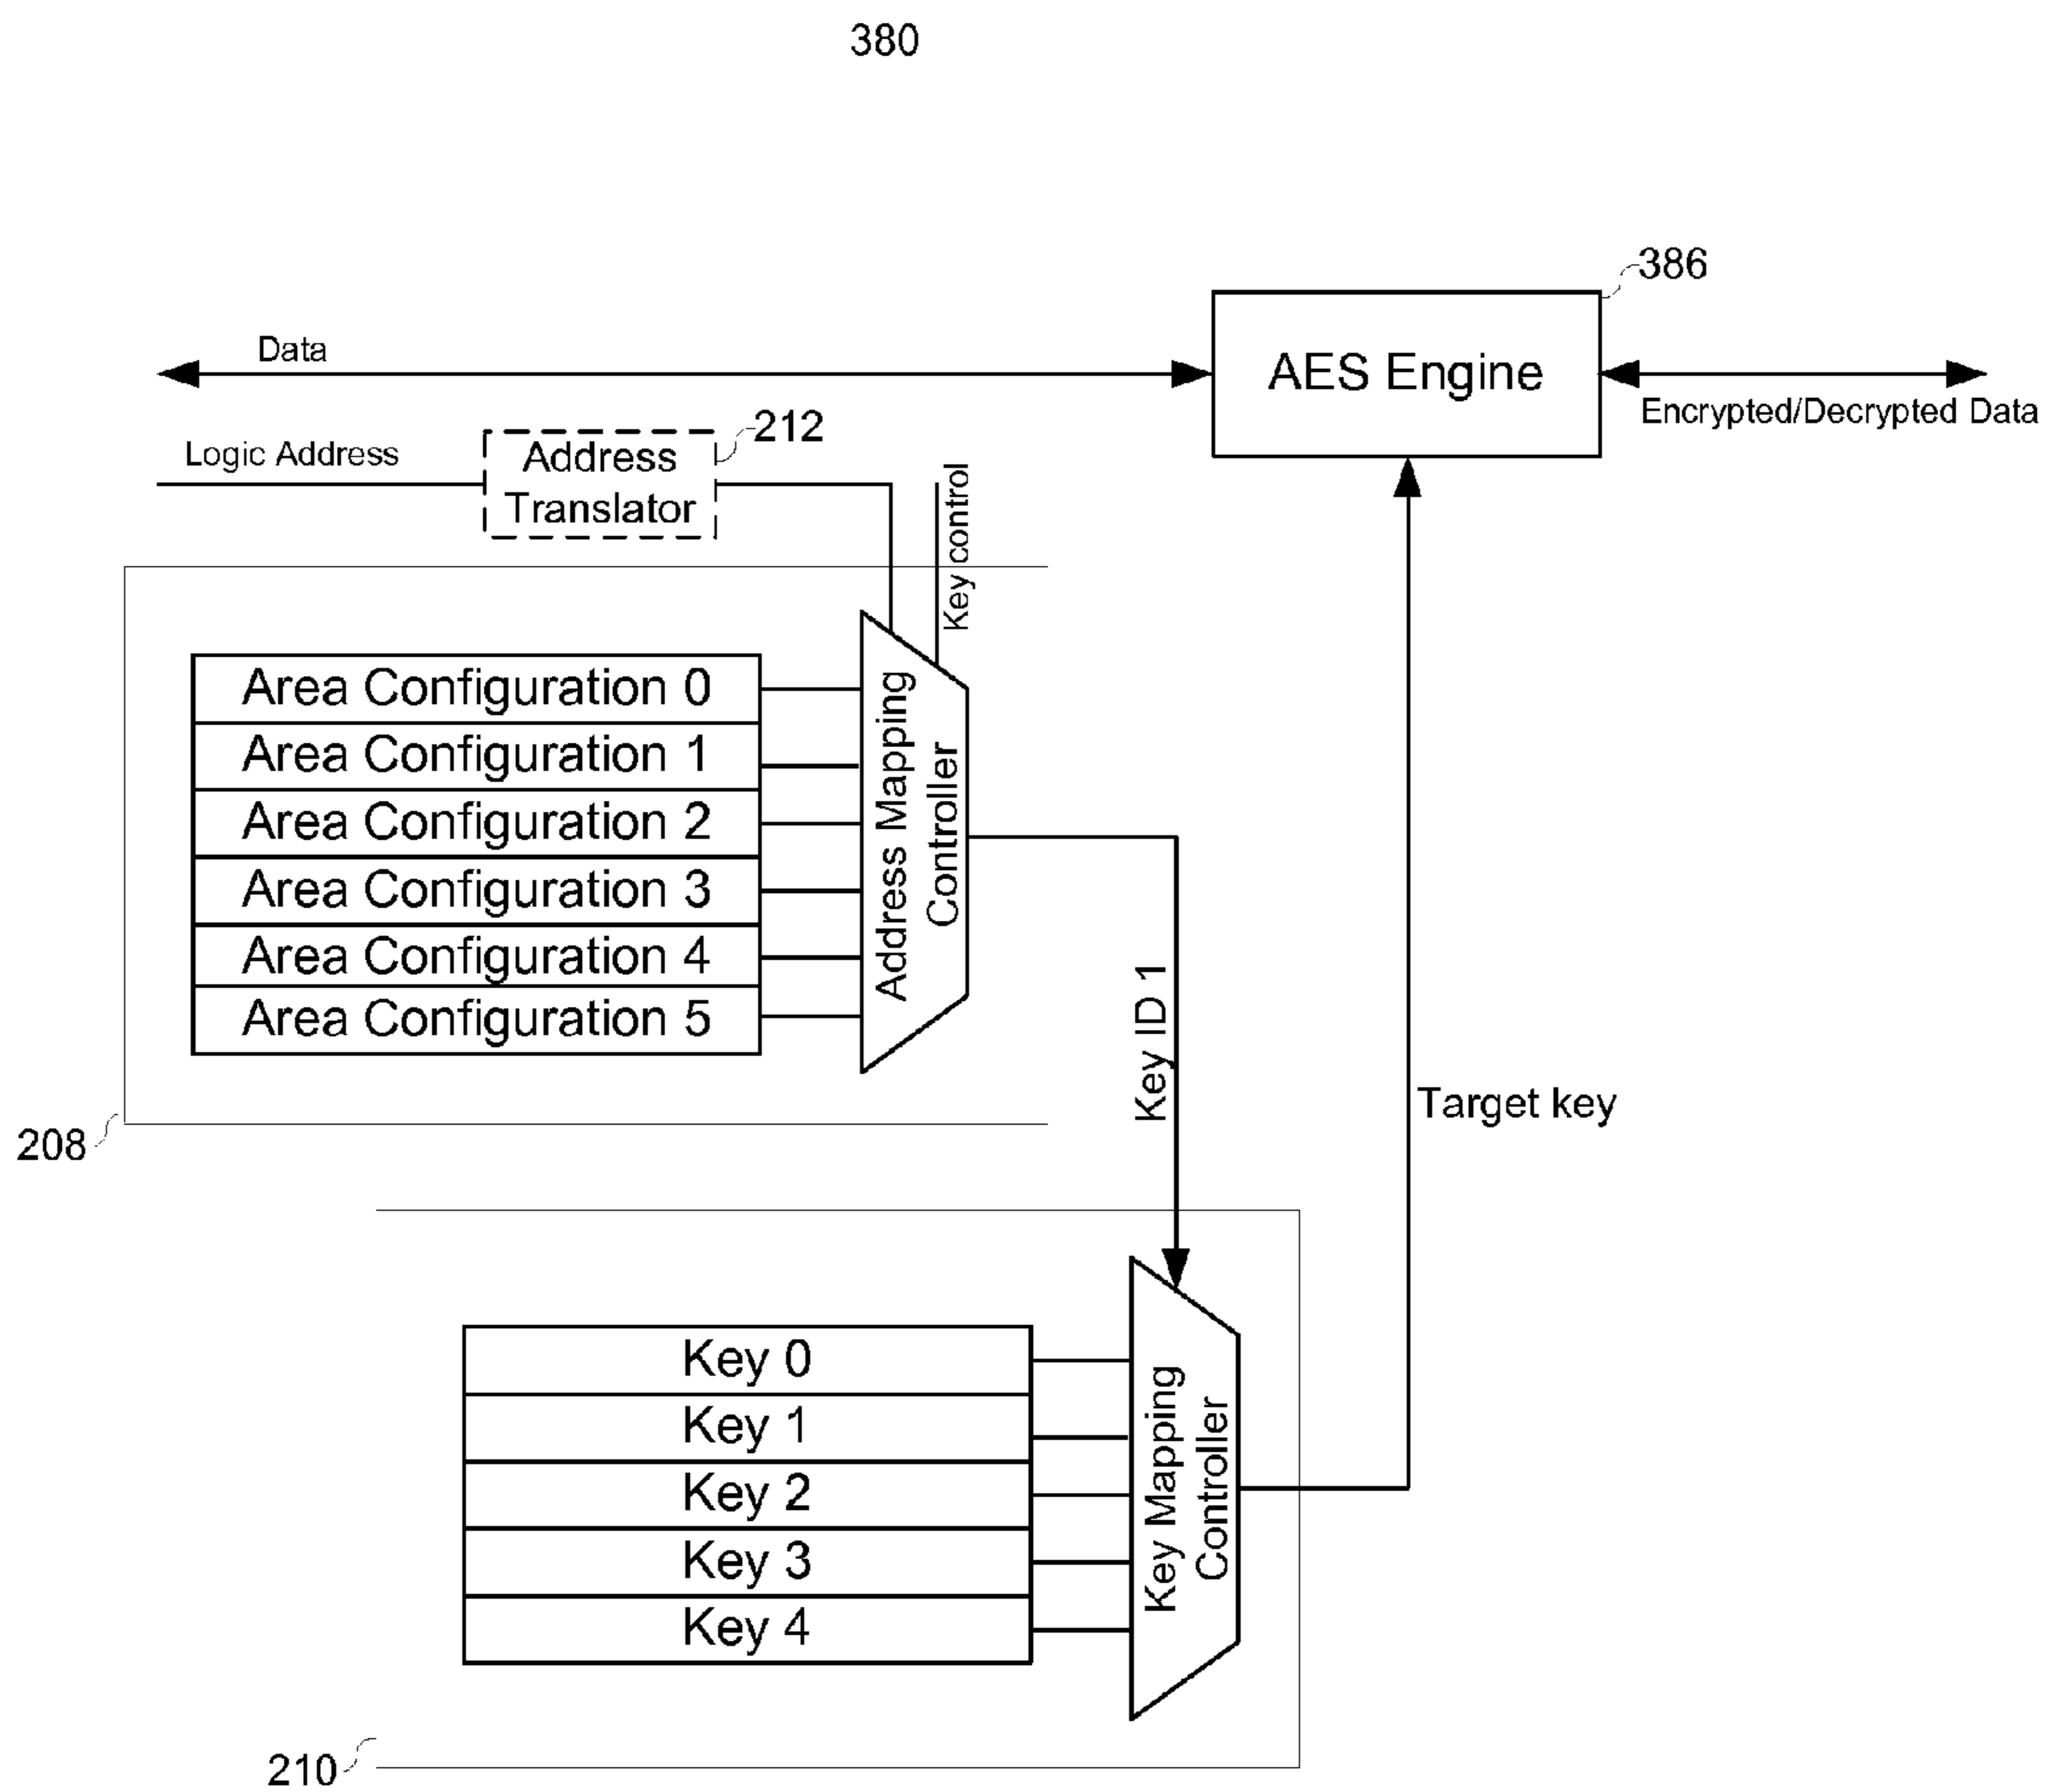 380
386
AES Engine
Data
Encrypted/Decrypted Data
212
Logic Address
Address
Translator
Key control
Area Configuration 0
Area Configuration 1
Area Configuration 2
Area Configuration 3
Area Configuration 4
Area Configuration 5
Address Mapping
Controller
Key ID 1
Target key
208
Key 0
Key 1
Key 2
Key 3
Key 4
Key Mapping
Controller
210